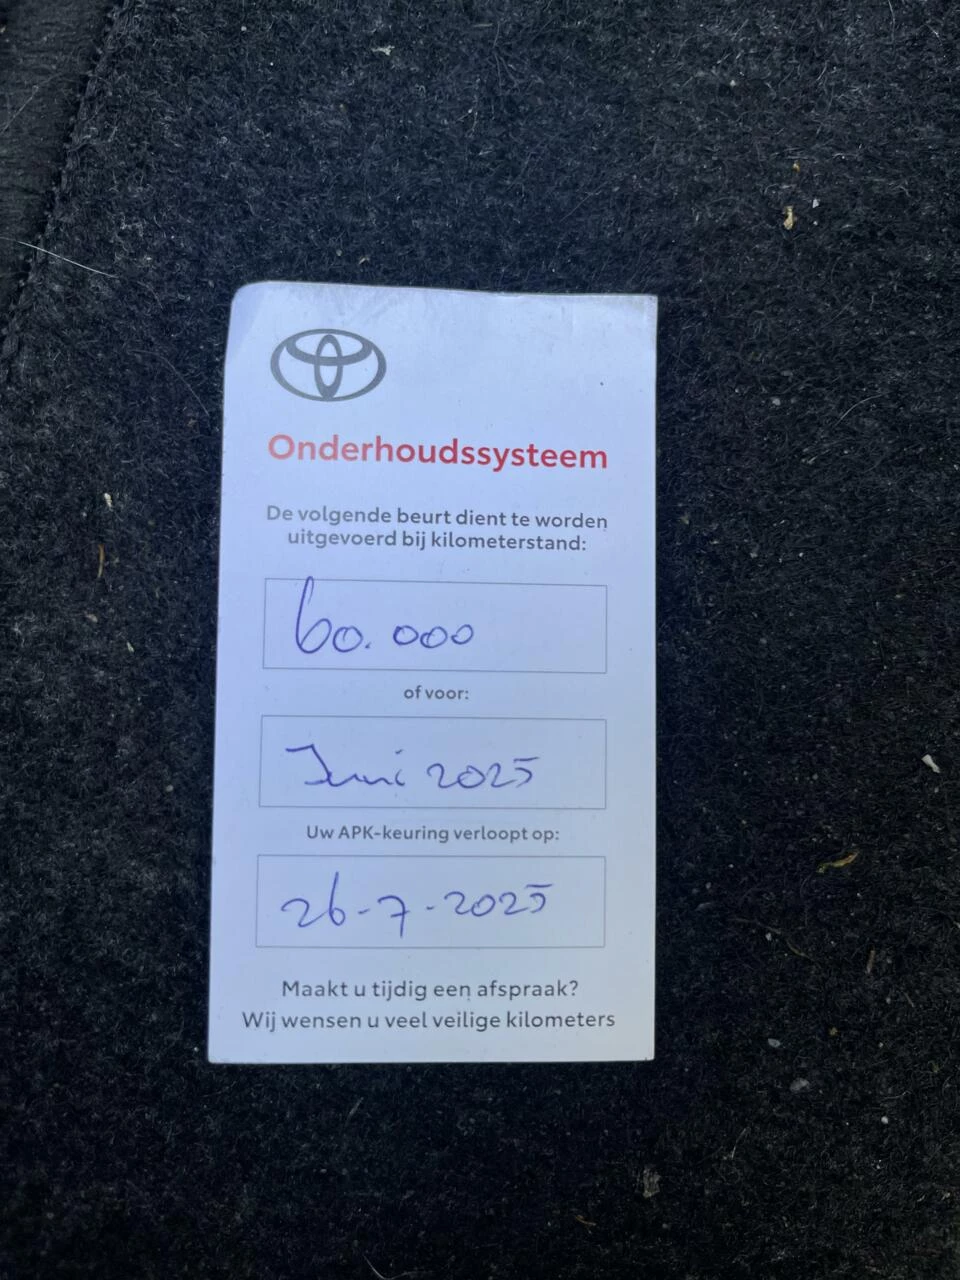 Onderhoudssysteem
De volgende beurt dient te worden
uitgevoerd bij kilometerstand:
60.000
of voor:
Juni 2025
Uw APK-keuring verloopt op:
26-7-2025
Maakt u tijdig een afspraak?
Wij wensen u veel veilige kilometers